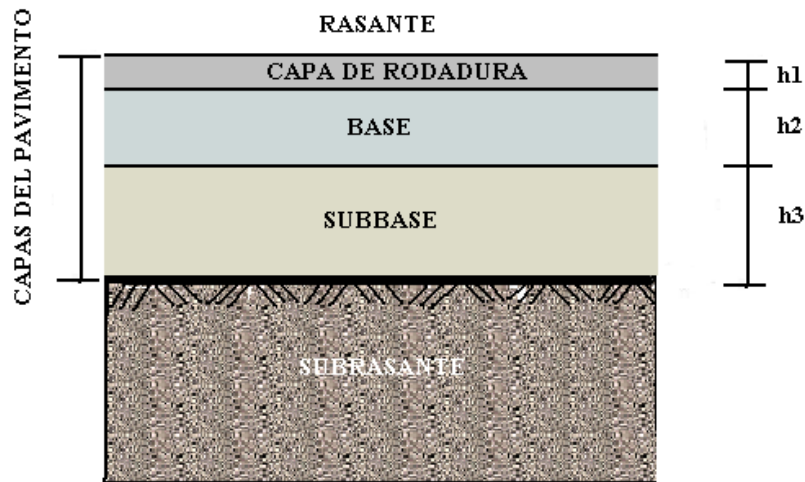 RASANTE
CAPAS DEL PAVIMENTO
CAPA DE RODADURA
h1
BASE
h2
SUBBASE
h3
SUBRASANTE